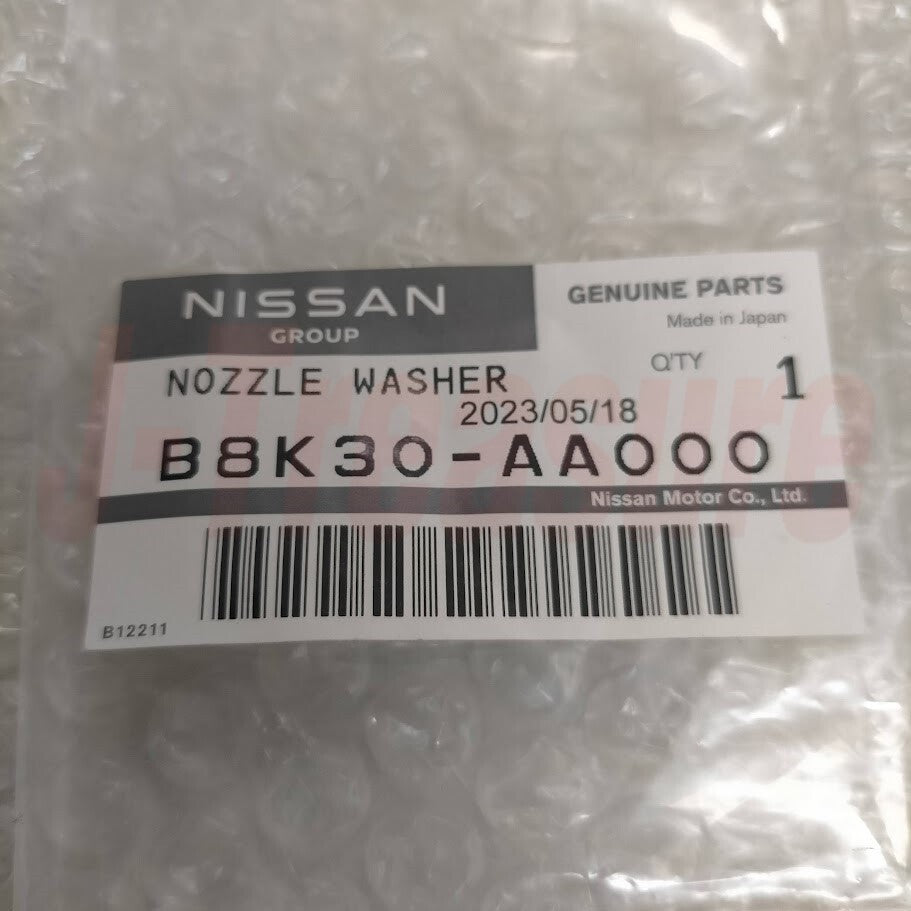 NISSAN
GROUP
GENUINE PARTS
Made in Japan
NOZZLE WASHER
Q'TY 1
2023/05/18
B8K30-AA000
Nissan Motor Co., Ltd.
B12211
J-Treasure